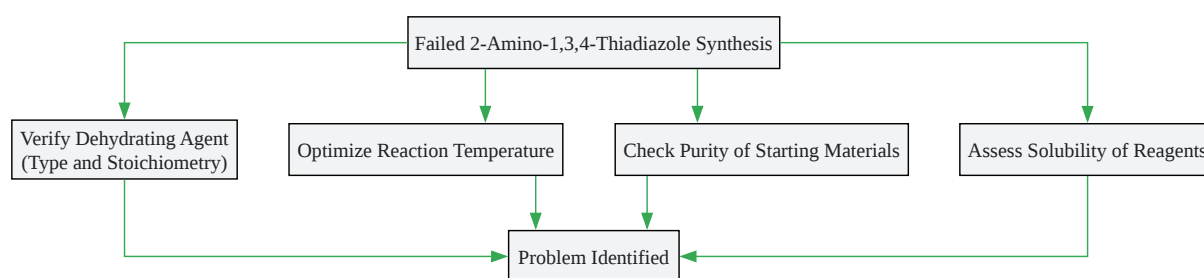 Failed 2-Amino-1,3,4-Thiadiazole Synthesis
Verify Dehydrating Agent
(Type and Stoichiometry)
Optimize Reaction Temperature
Check Purity of Starting Materials
Assess Solubility of Reagents
Problem Identified